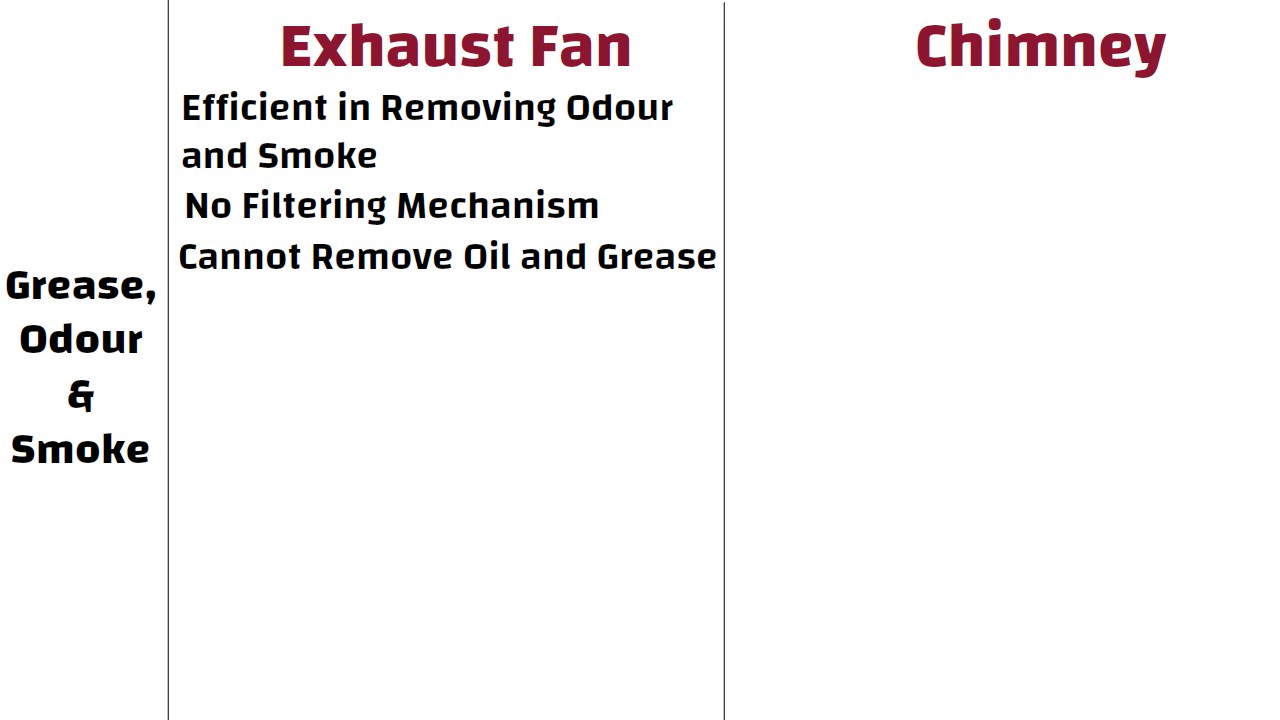 Exhaust Fan
Chimney
Efficient in Removing Odour
and Smoke
No Filtering Mechanism
Cannot Remove Oil and Grease
Grease,
Odour
&
Smoke